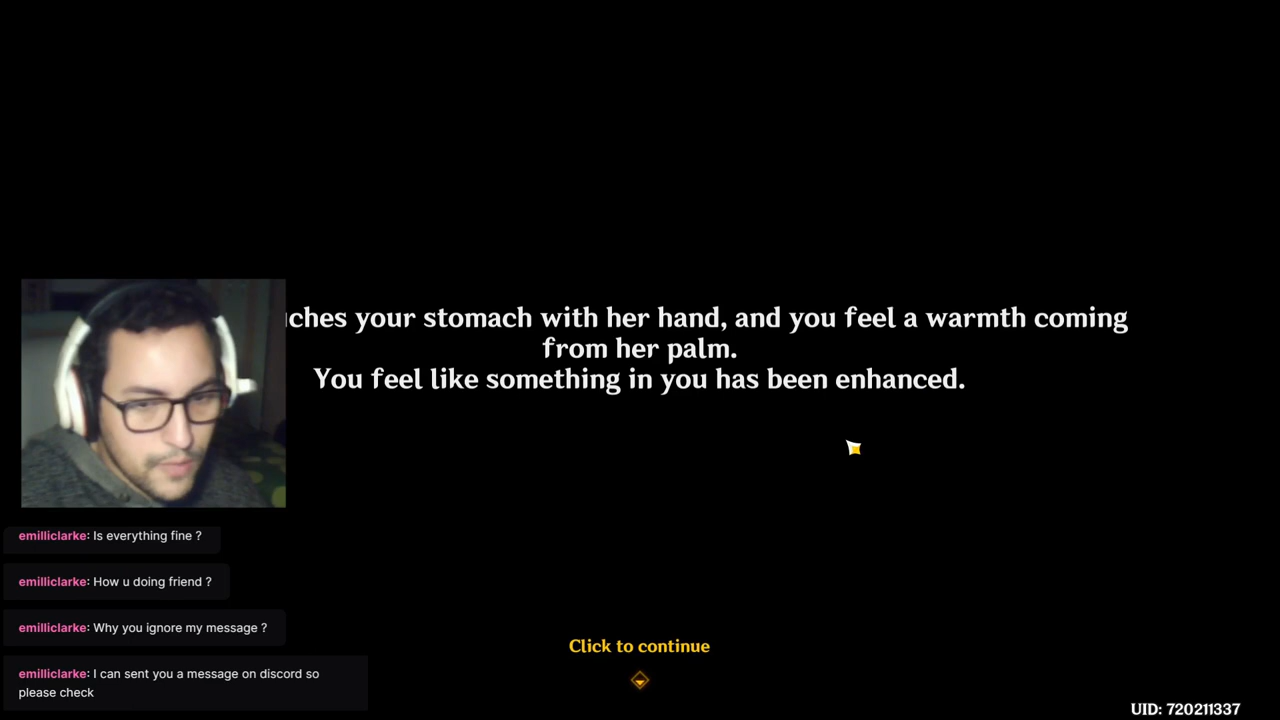 ches your stomach with her hand, and you feel a warmth coming
from her palm.
You feel like something in you has been enhanced.
emilliclarke: Is everything fine ?
emilliclarke: How u doing friend ?
emilliclarke: Why you ignore my message ?
emilliclarke: I can sent you a message on discord so
please check
Click to continue
UID: 720211337